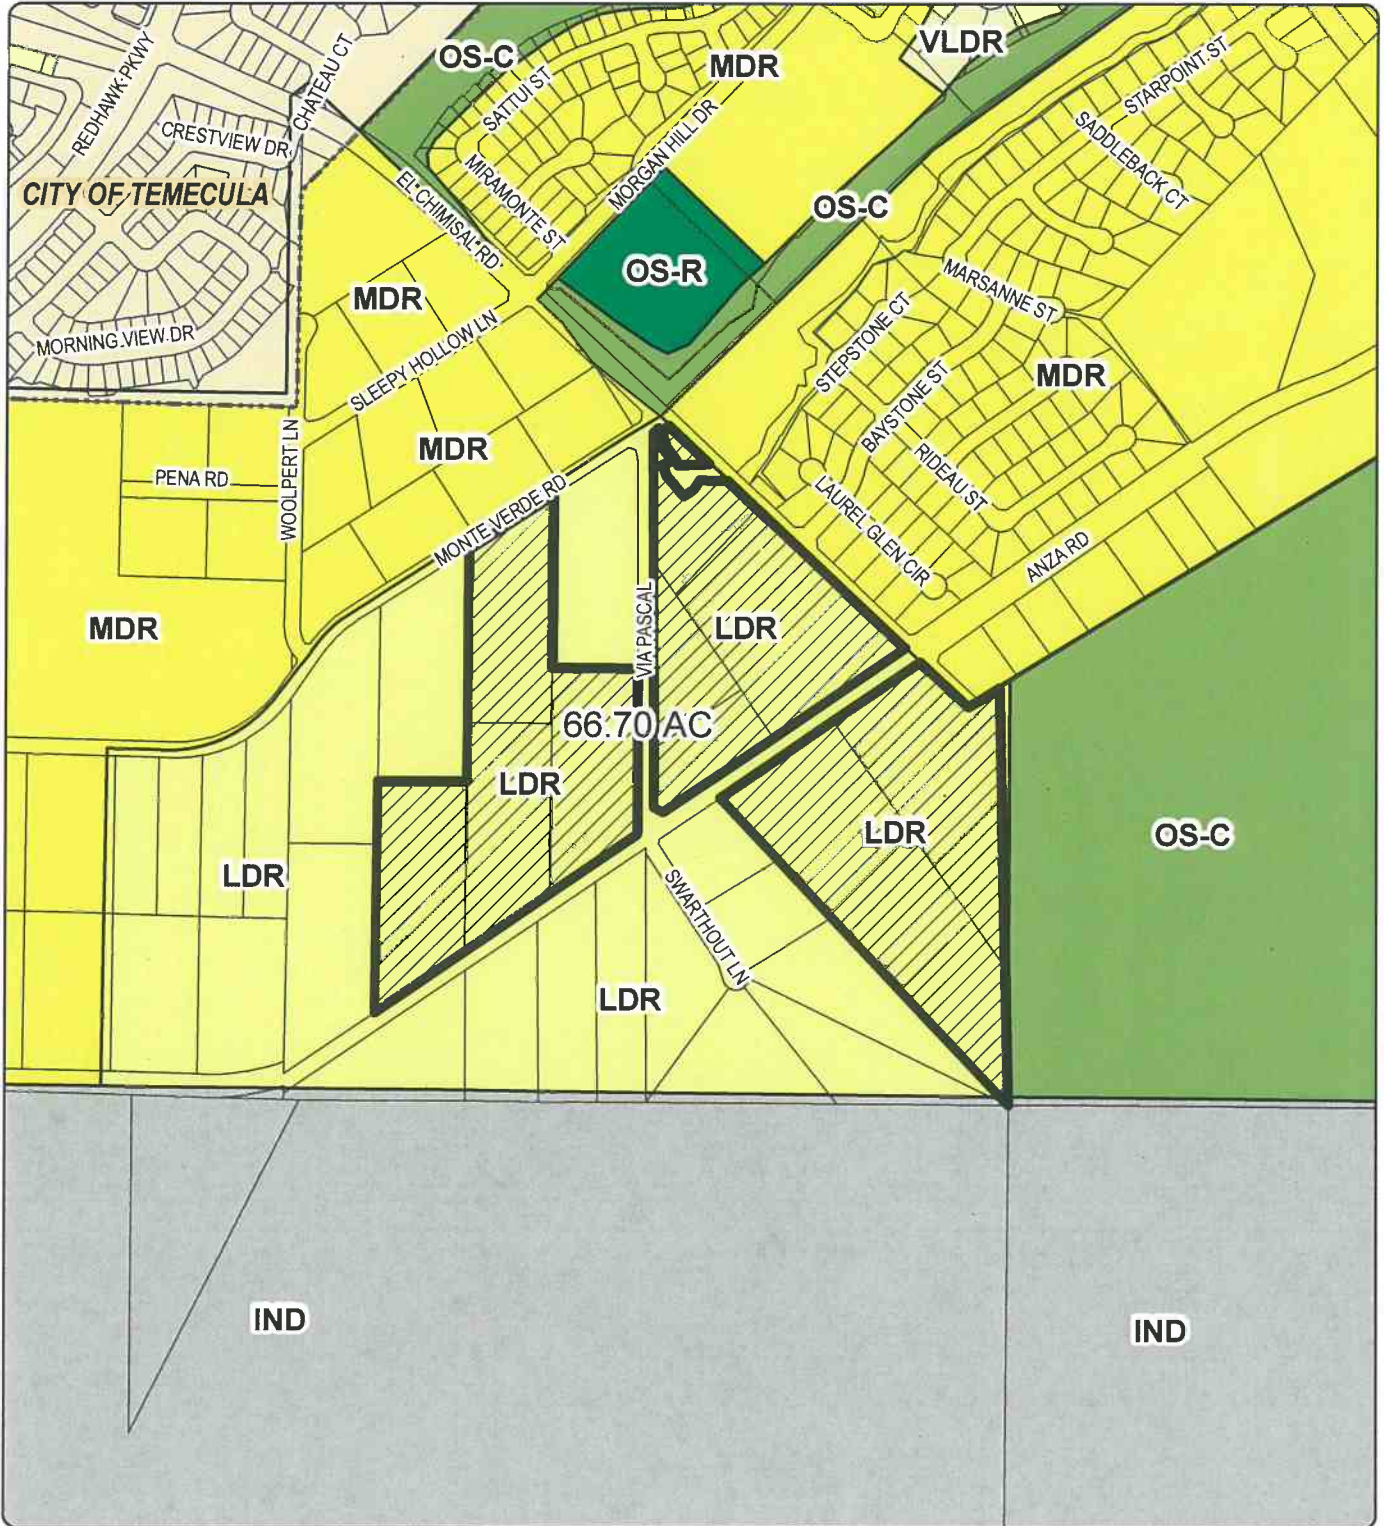 OS-C
VLDR
MDR
REDHAWK PKWY
CHATEAU CT
SATTUI ST
STARPOINT ST
CRESTVIEW DR
MORGAN HILL DR
SADDLEBACK CT
CITY OF TEMECULA
EL CHIMISAL RD
MIRAMONTE ST
OS-C
OS-R
MDR
MARSANNE ST
MORNING VIEW DR
SLEEPY HOLLOW LN
STEPSTONE CT
MDR
BAYSTONE ST
MDR
PENA RD
WOOLPERT LN
RIDEAU ST
MONTE VERDE RD
LAUREL GLEN CIR
ANZA RD
MDR
VIA PASCAL
LDR
66.70 AC
LDR
LDR
OS-C
LDR
SWARTHOUT LN
LDR
IND
IND